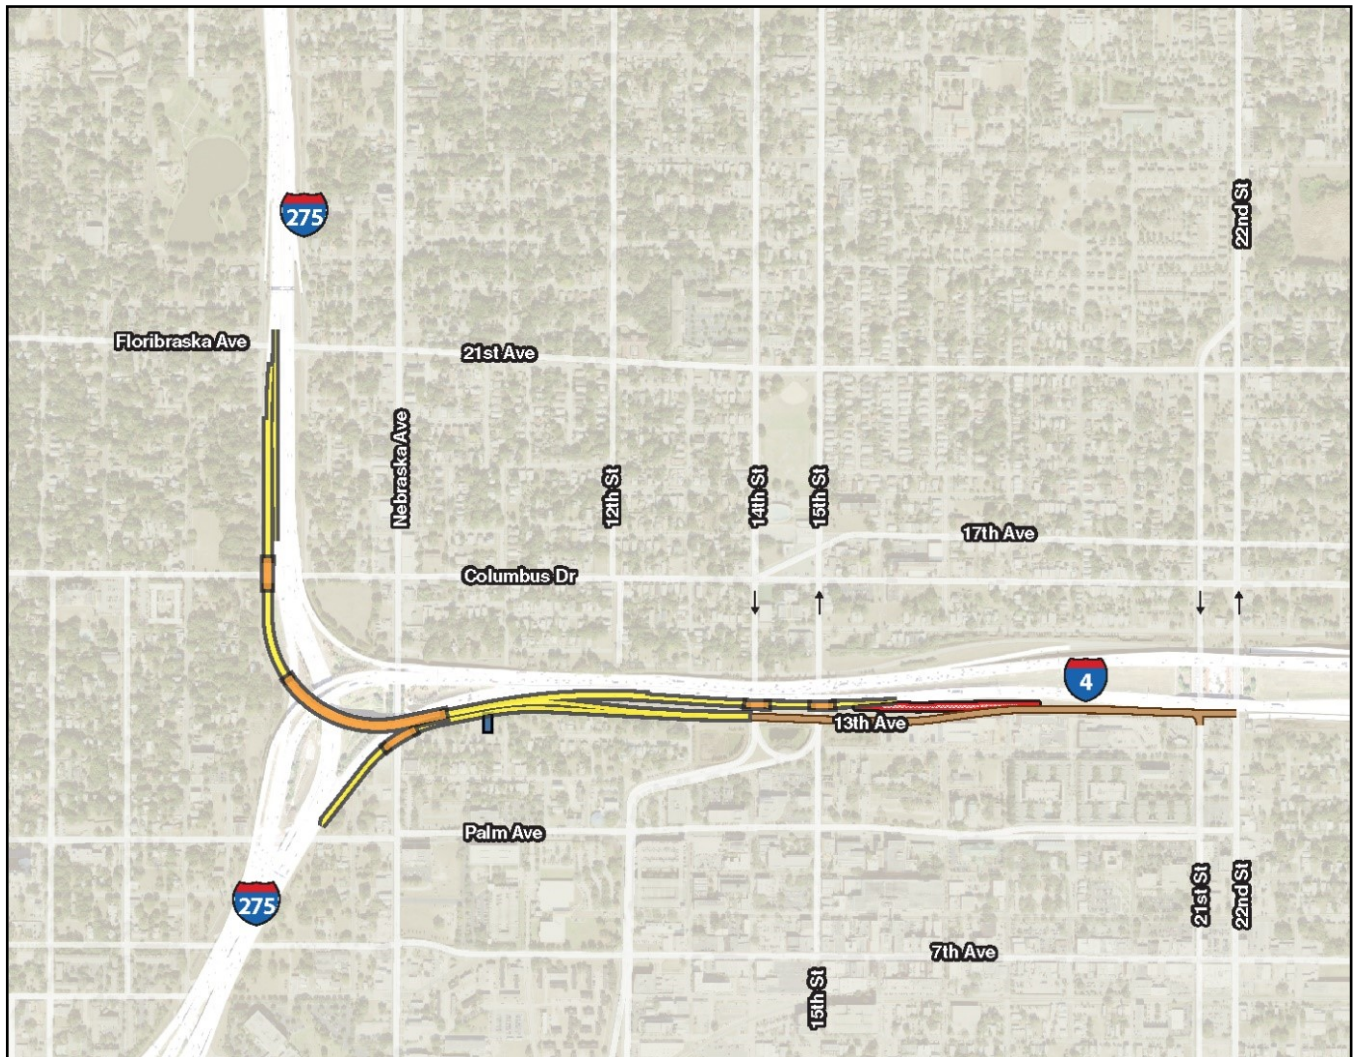 22nd St
275
Floribraska Ave
21st Ave
Nebraska Ave
12th St
14th St
15th St
17th Ave
Columbus Dr
4
13th Ave
Palm Ave
21st St
22nd St
275
7th Ave
15th St